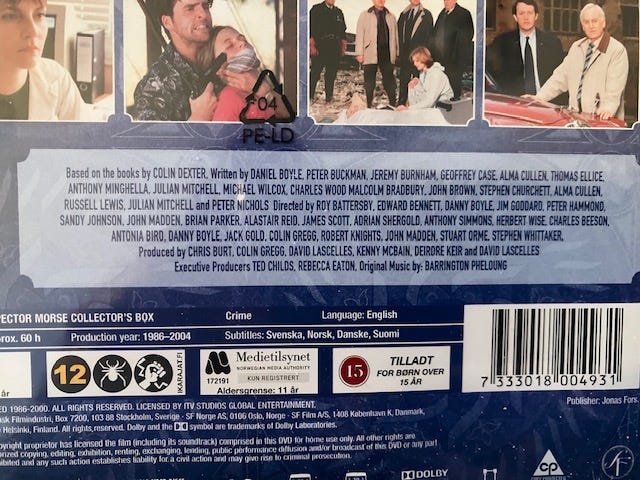 04
PE-LD
Based on the books by COLIN DEXTER. Written by DANIEL BOYLE, PETER BUCKMAN, JEREMY BURNHAM, GEOFFREY CASE, ALMA CULLEN, THOMAS ELLICE,
ANTHONY MINGHELLA, JULIAN MITCHELL, MICHAEL WILCOX, CHARLES WOOD MALCOLM BRADBURY, JOHN BROWN, STEPHEN CHURCHETT, ALMA CULLEN,
RUSSELL LEWIS, JULIAN MITCHELL and PETER NICHOLS Directed by ROY BATTERSBY, EDWARD BENNETT, DANNY BOYLE, JIM GODDARD, PETER HAMMOND,
SANDY JOHNSON, JOHN MADDEN, BRIAN PARKER, ALASTAIR REID, JAMES SCOTT, ADRIAN SHERGOLD, ANTHONY SIMMONS, HERBERT WISE, CHARLES BEESON,
ANTONIA BIRD, DANNY BOYLE, JACK GOLD, COLIN GREGG, ROBERT KNIGHTS, JOHN MADDEN, STUART ORME. STEPHEN WHITTAKER,
Produced by CHRIS BURT, COLIN GREGG, DAVID LASCELLES, KENNY MCBAIN, DEIRDRE KEIR and DAVID LASCELLES
Executive Producers TED CHILDS, REBECCA EATON, Original Music by: BARRINGTON PHELOUNG
PECTOR MORSE COLLECTOR'S BOX Crime Language: English
rox. 60 h Production year: 1986–2004 Subtitles: Svenska, Norsk, Danske, Suomi
år
12
IKARAJAT.FI
172191
Medietilsynet
NORWEGIAN MEDIA AUTHORITY
KUN REGISTRERT
Aldersgrense: 11 år
15
TILLADT
FOR BØRN OVER
15 ÅR
7 333018 004931
Publisher: Jonas Fors
ED 1986-2000. ALL RIGHTS RESERVED. LICENSED BY ITV STUDIOS GLOBAL ENTERTAINMENT.
sk Filmindustri, Box 7200, 103 88 Stockholm, Sverige · SF Norge AS, 0166 Oslo, Norge · SF Film A/S, 1408 København K, Danmark,
Helsinki, Finland. All rights reserved. Dolby and the symbol are trademarks of Dolby Laboratories.
opyright proprietor has licensed the film (including its soundtrack) comprised in this DVD for home use only. All other rights are
orized copying, editing, exhibition, renting, exchanging, lending, public performance diffusion and/or broadcast of this DVD or any part
ibited and any such action establishes liability for a civil action and may give rise to criminal prosecution.
DOLBY
CP
SF